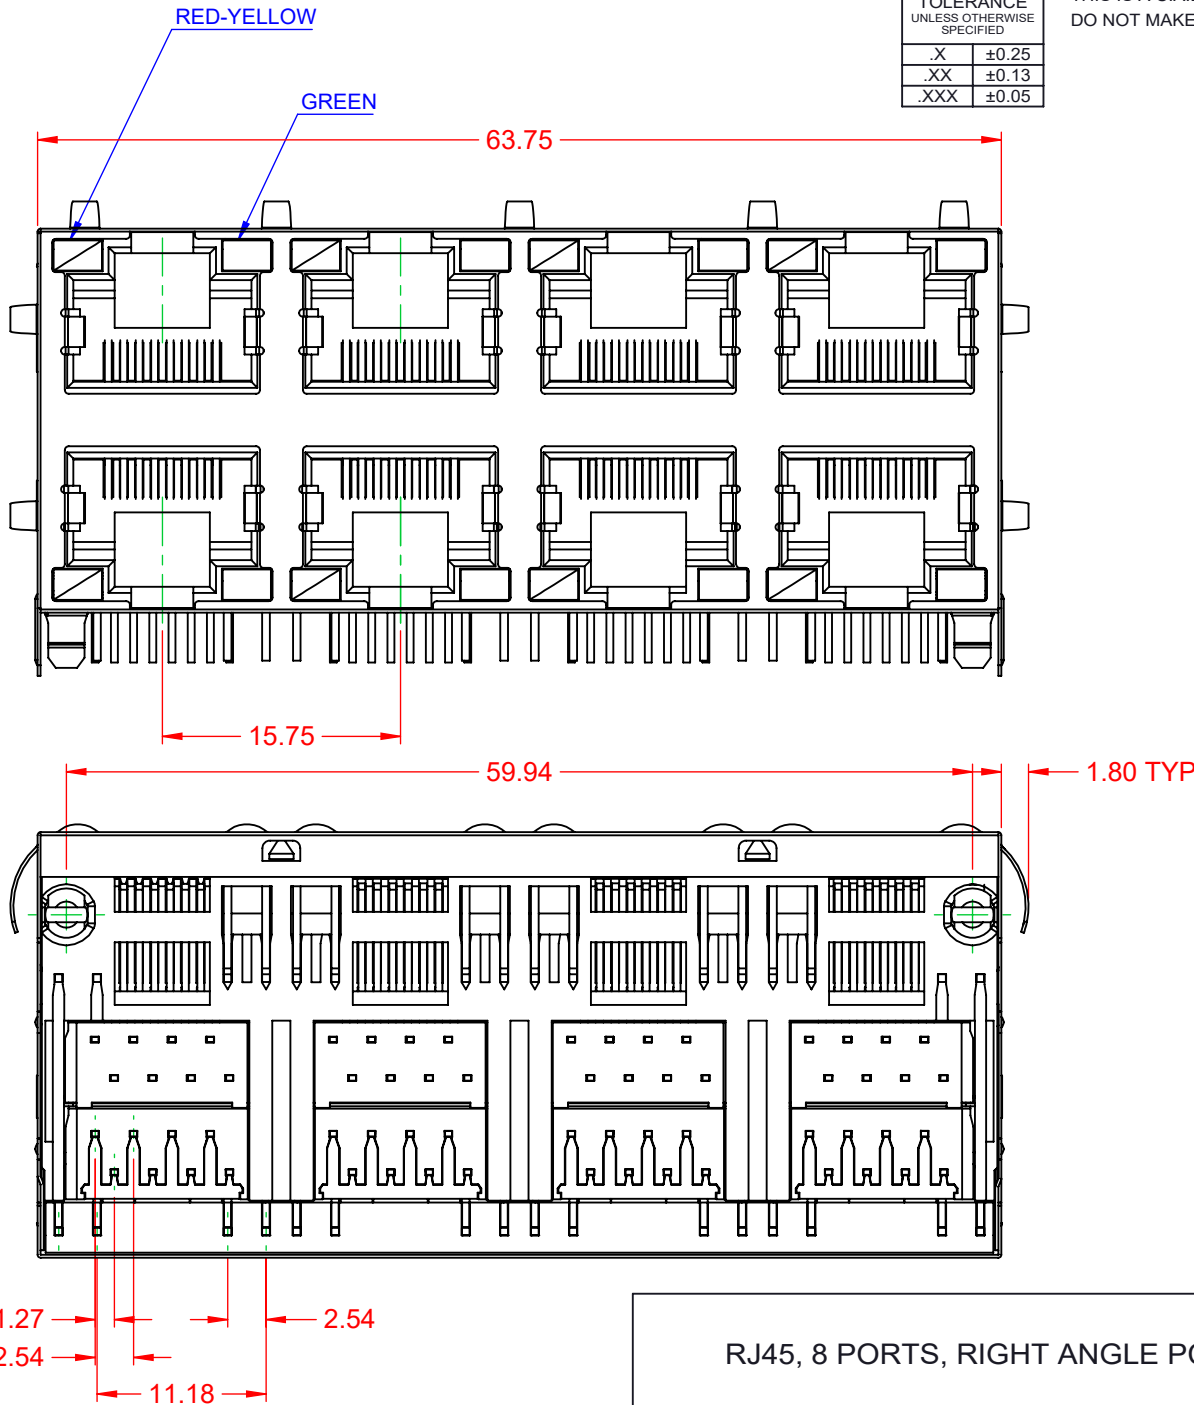 RED-YELLOW
GREEN
TOLERANCE
UNLESS OTHERWISE
SPECIFIED
.X ±0.25
.XX ±0.13
.XXX ±0.05
DO NOT MAKE
63.75
15.75
59.94
1.80 TYP
1.27
2.54
2.54
11.18
RJ45, 8 PORTS, RIGHT ANGLE